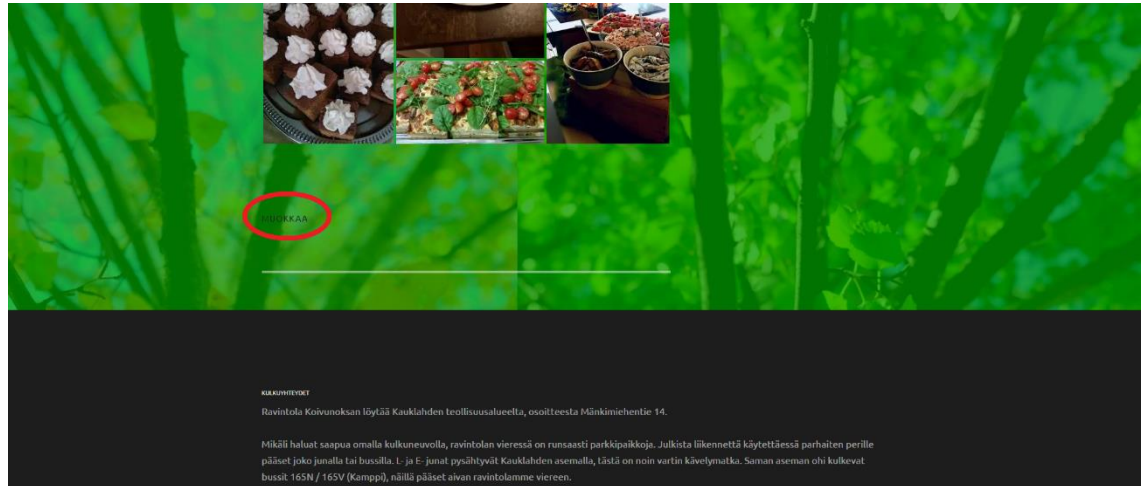 MUOKKAA
KULKUYHTEYDET
Ravintola Koivunoksan löytää Kauklahden teollisuusalueelta, osoitteesta Mänkimiehentie 14.
Mikäli haluat saapua omalla kulkuneuvolla, ravintolan vieressä on runsaasti parkkipaikkoja. Julkista liikennettä käytettäessä parhaiten perille
pääset joko junalla tai bussilla. L- ja E- junat pysähtyvät Kauklahden asemalla, tästä on noin vartin kävelymatka. Saman aseman ohi kulkevat
bussit 165N / 165V (Kamppi), näillä pääset aivan ravintolamme viereen.